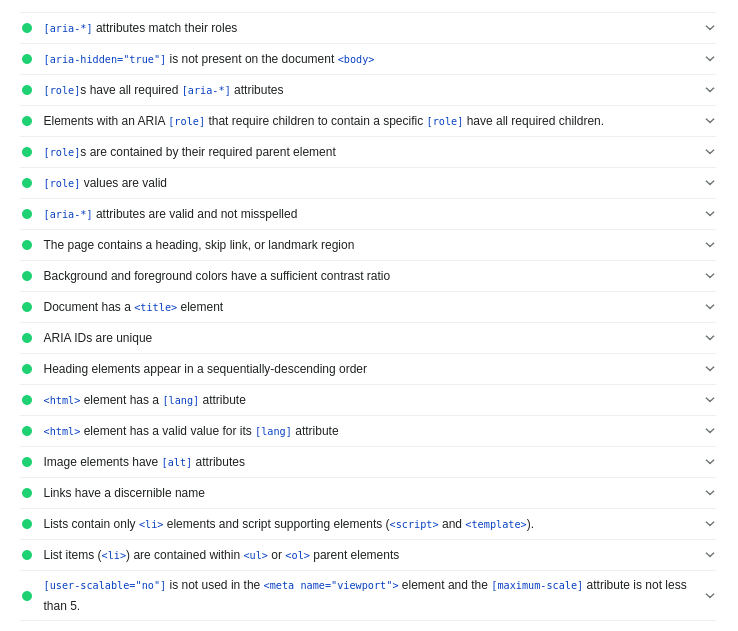 [aria-*] attributes match their roles
[aria-hidden="true"] is not present on the document <body>
[role]s have all required [aria-*] attributes
Elements with an ARIA [role] that require children to contain a specific [role] have all required children.
[role]s are contained by their required parent element
[role] values are valid
[aria-*] attributes are valid and not misspelled
The page contains a heading, skip link, or landmark region
Background and foreground colors have a sufficient contrast ratio
Document has a <title> element
ARIA IDs are unique
Heading elements appear in a sequentially-descending order
<html> element has a [lang] attribute
<html> element has a valid value for its [lang] attribute
Image elements have [alt] attributes
Links have a discernible name
Lists contain only <li> elements and script supporting elements (<script> and <template>).
List items (<li>) are contained within <ul> or <ol> parent elements
[user-scalable="no"] is not used in the <meta name="viewport"> element and the [maximum-scale] attribute is not less
than 5.